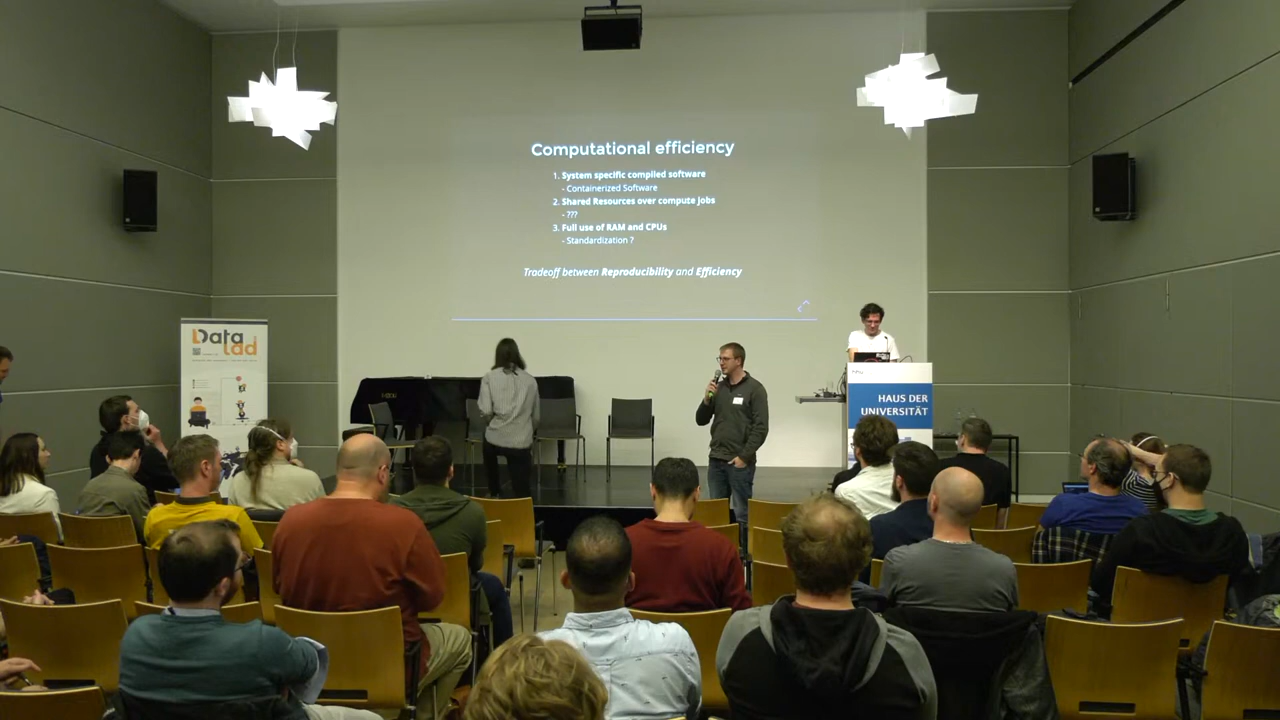 Computational efficiency
1. System specific compiled software
- Containerized Software
2. Shared Resources over compute Jobs
- ???
3. Full use of RAM and CPUs
- Standardization ?
Tradeoff between Reproducibility and Efficiency
Data
lad
HAUS DER
UNIVERSITÄT